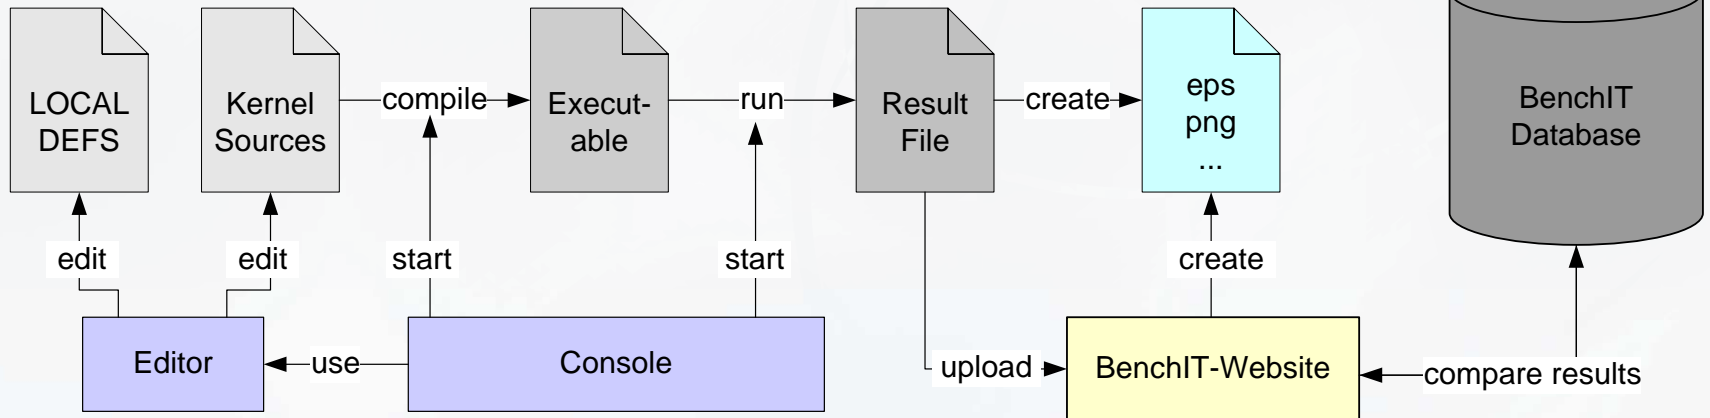 LOCAL
DEFS
Kernel
Sources
compile
Execut-
able
run
Result
File
create
eps
png
...
BenchIT
Database
edit
edit
start
start
create
Editor
use
Console
upload
BenchIT-Website
compare results